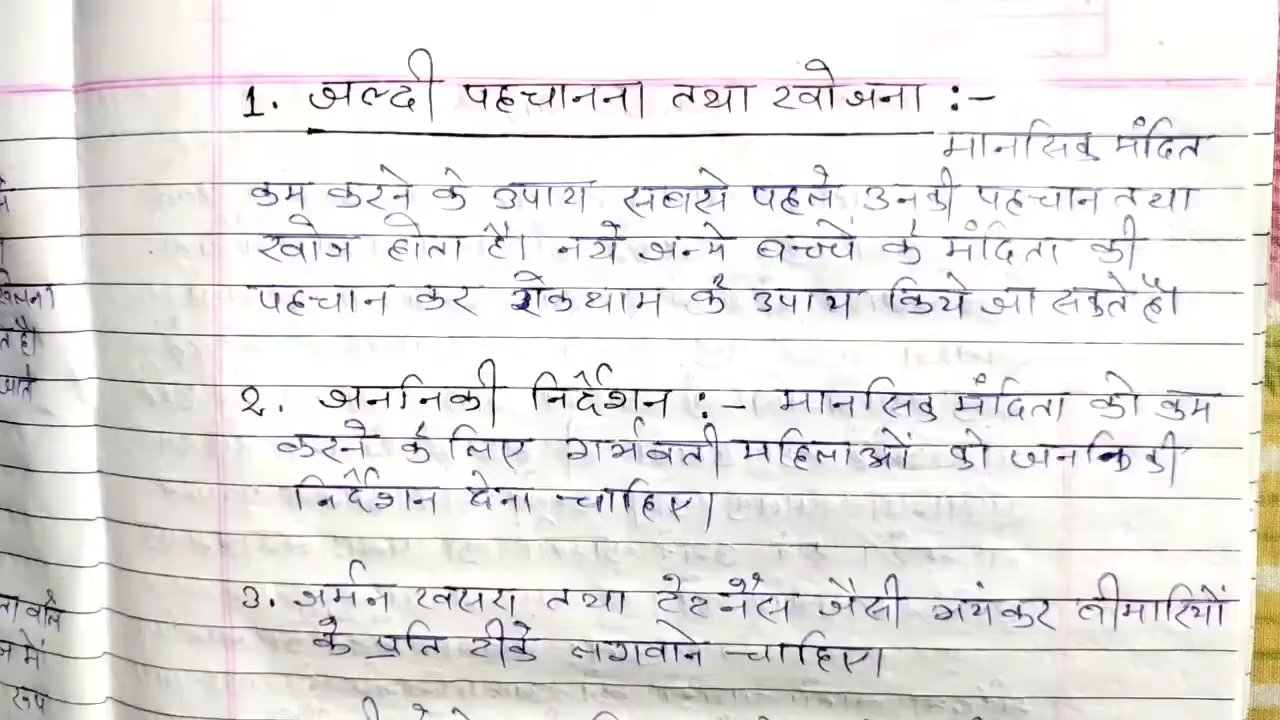 1. जल्दी पहचानना तथा खोजना :-
मानसिक मंदित
कम करने के उपाय सबसे पहले उनकी पहचान तथा
खोज होता है। नये जन्मे बच्चे के मंदिता की
पहचान कर रोकथाम के उपाय किये जा सकते है।
2. जननिकी निर्देशन :- मानसिक मंदिता को कम
करने के लिए गर्भवती महिलाओं को जनकिकी
निर्देशन देना चाहिए।
3. जर्मन खसरा तथा जैसी भयंकर बीमारियों
के प्रति टीके लगवाने चाहिए।
त है।
जाते
ता वाले
रूप